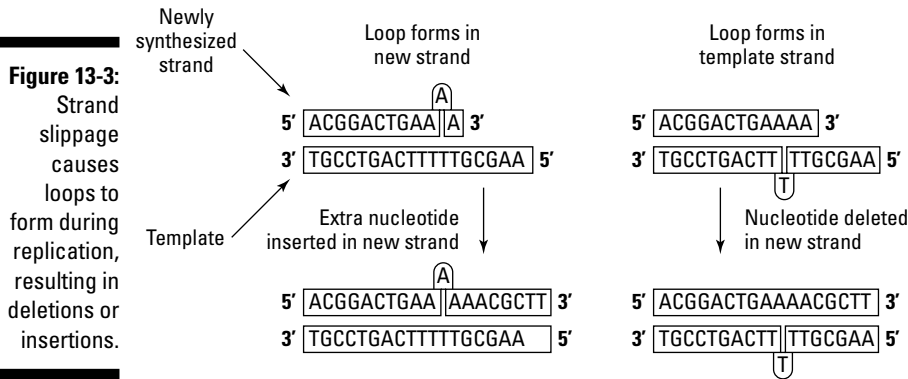 Figure 13-3:
Strand
slippage
causes
loops to
form during
replication,
resulting in
deletions or
insertions.
Newly
synthesized
strand
Template
Loop forms in
new strand
A
5′ ACGGACTGAA A 3′
3′ TGCCTGACTTTTTGCGAA 5′
Extra nucleotide
inserted in new strand
A
5′ ACGGACTGAA AAACGCTT 3′
3′ TGCCTGACTTTTTGCGAA 5′
Loop forms in
template strand
5′ ACGGACTGAAAA 3′
3′ TGCCTGACTT TTGCGAA 5′
T
Nucleotide deleted
in new strand
5′ ACGGACTGAAAACGCTT 3′
3′ TGCCTGACTT TTGCGAA 5′
T